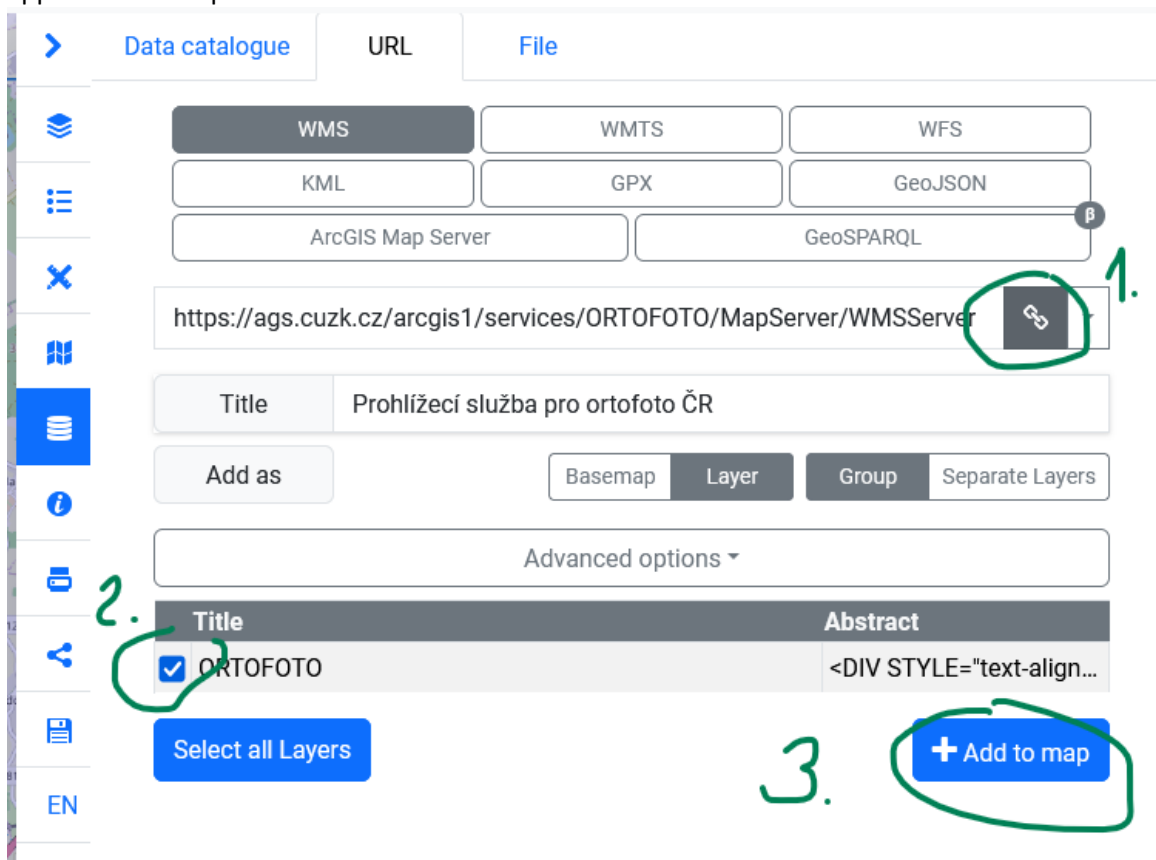 Data catalogue URL File
WMS WMTS WFS
KML GPX GeoJSON
β
ArcGIS Map Server GeoSPARQL
1.
https://ags.cuzk.cz/arcgis1/services/ORTOFOTO/MapServer/WMSServer
Title Prohlížecí služba pro ortofoto ČR
Add as Basemap Layer Group Separate Layers
Advanced options
2.
Title Abstract
ORTOFOTO <DIV STYLE="text-align...
Select all Layers 3. + Add to map
EN